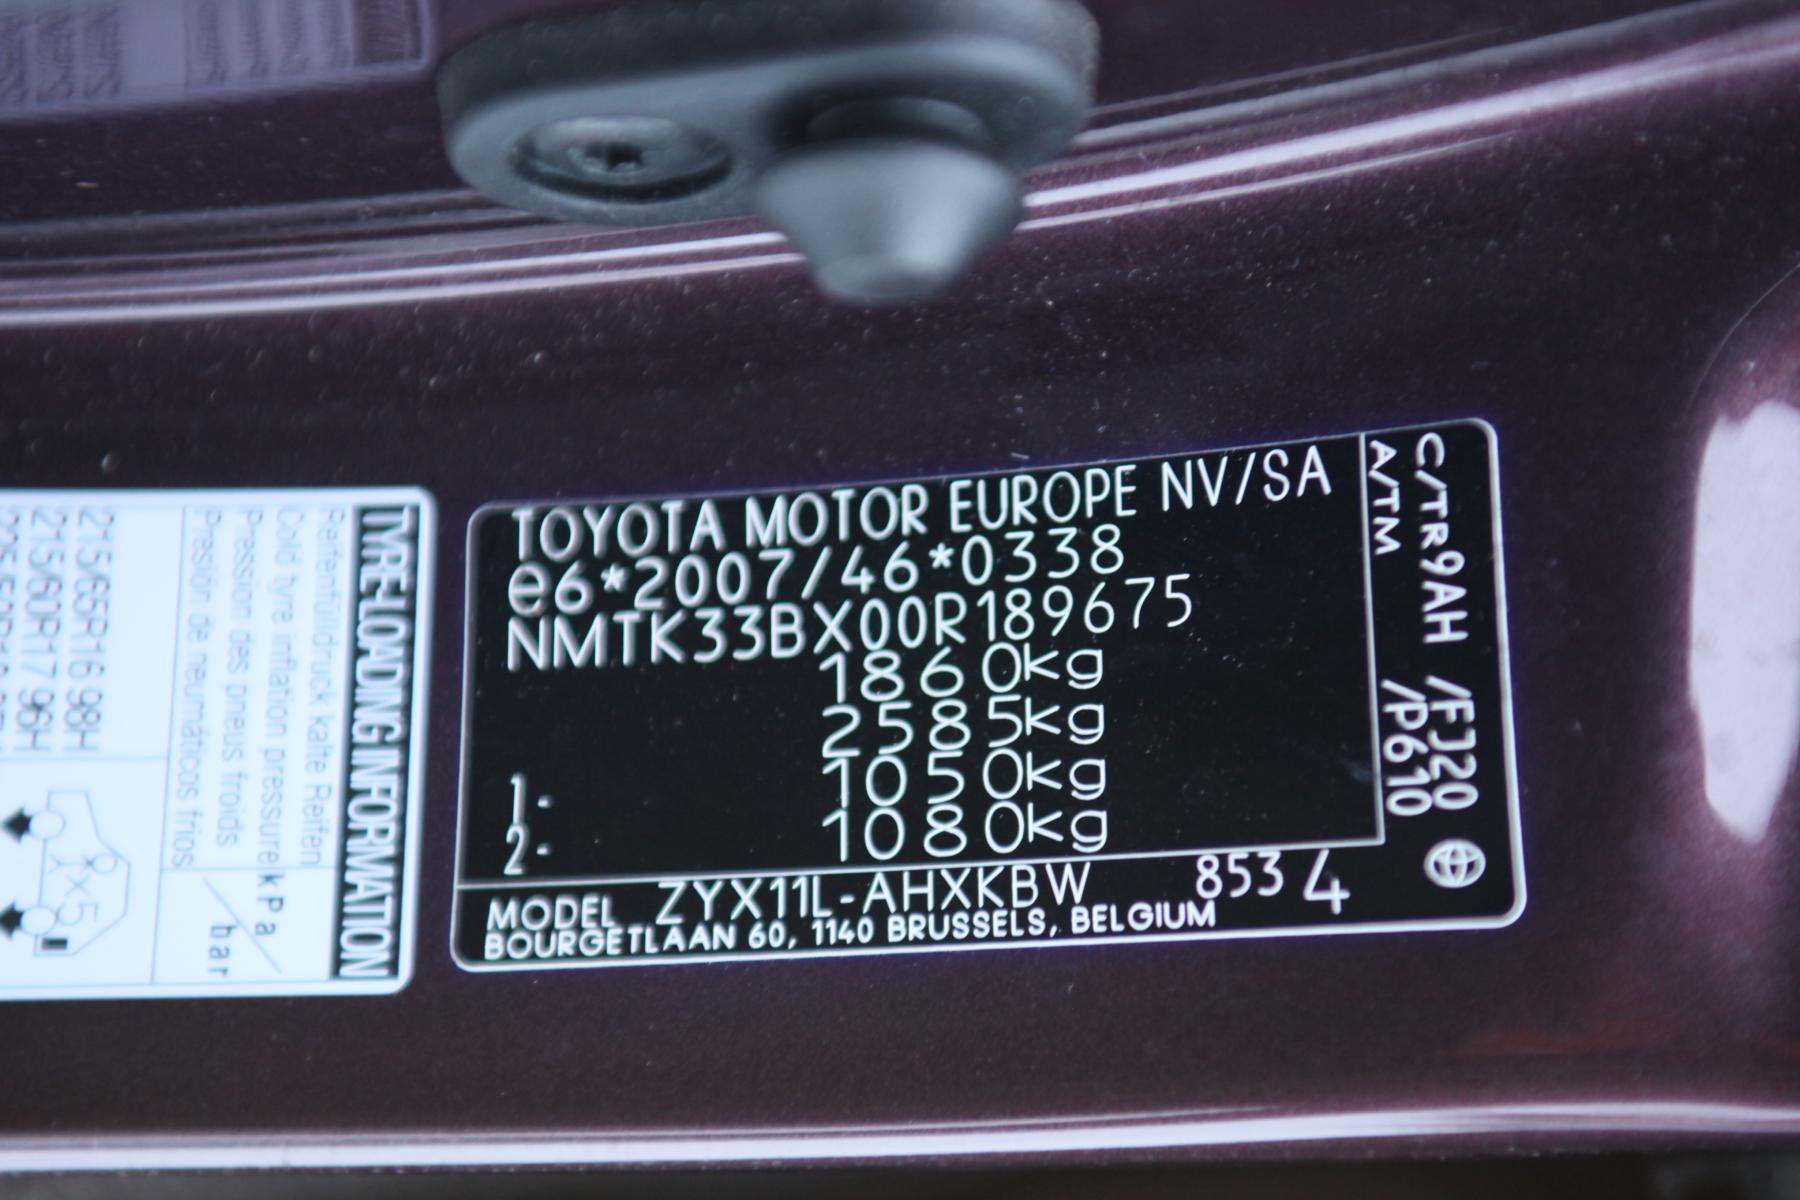 TOYOTA MOTOR EUROPE NV/SA
e6*2007/46*0338
NMTK33BX00R189675
1860kg
2585kg
1- 1050kg
2- 1080kg
MODEL ZYX11L-AHXKBW 853 4
BOURGETLAAN 60, 1140 BRUSSELS, BELGIUM
C/TR9AH /FJ20
A/TM /P610
TYRE-LOADING INFORMATION
Reifenfülldruck kalte Reifen
Cold tyre inflation pressure
Pression des pneus froids
Presión de neumáticos fríos
kPa/bar
215/65R16 98H
215/60R17 96H
x5